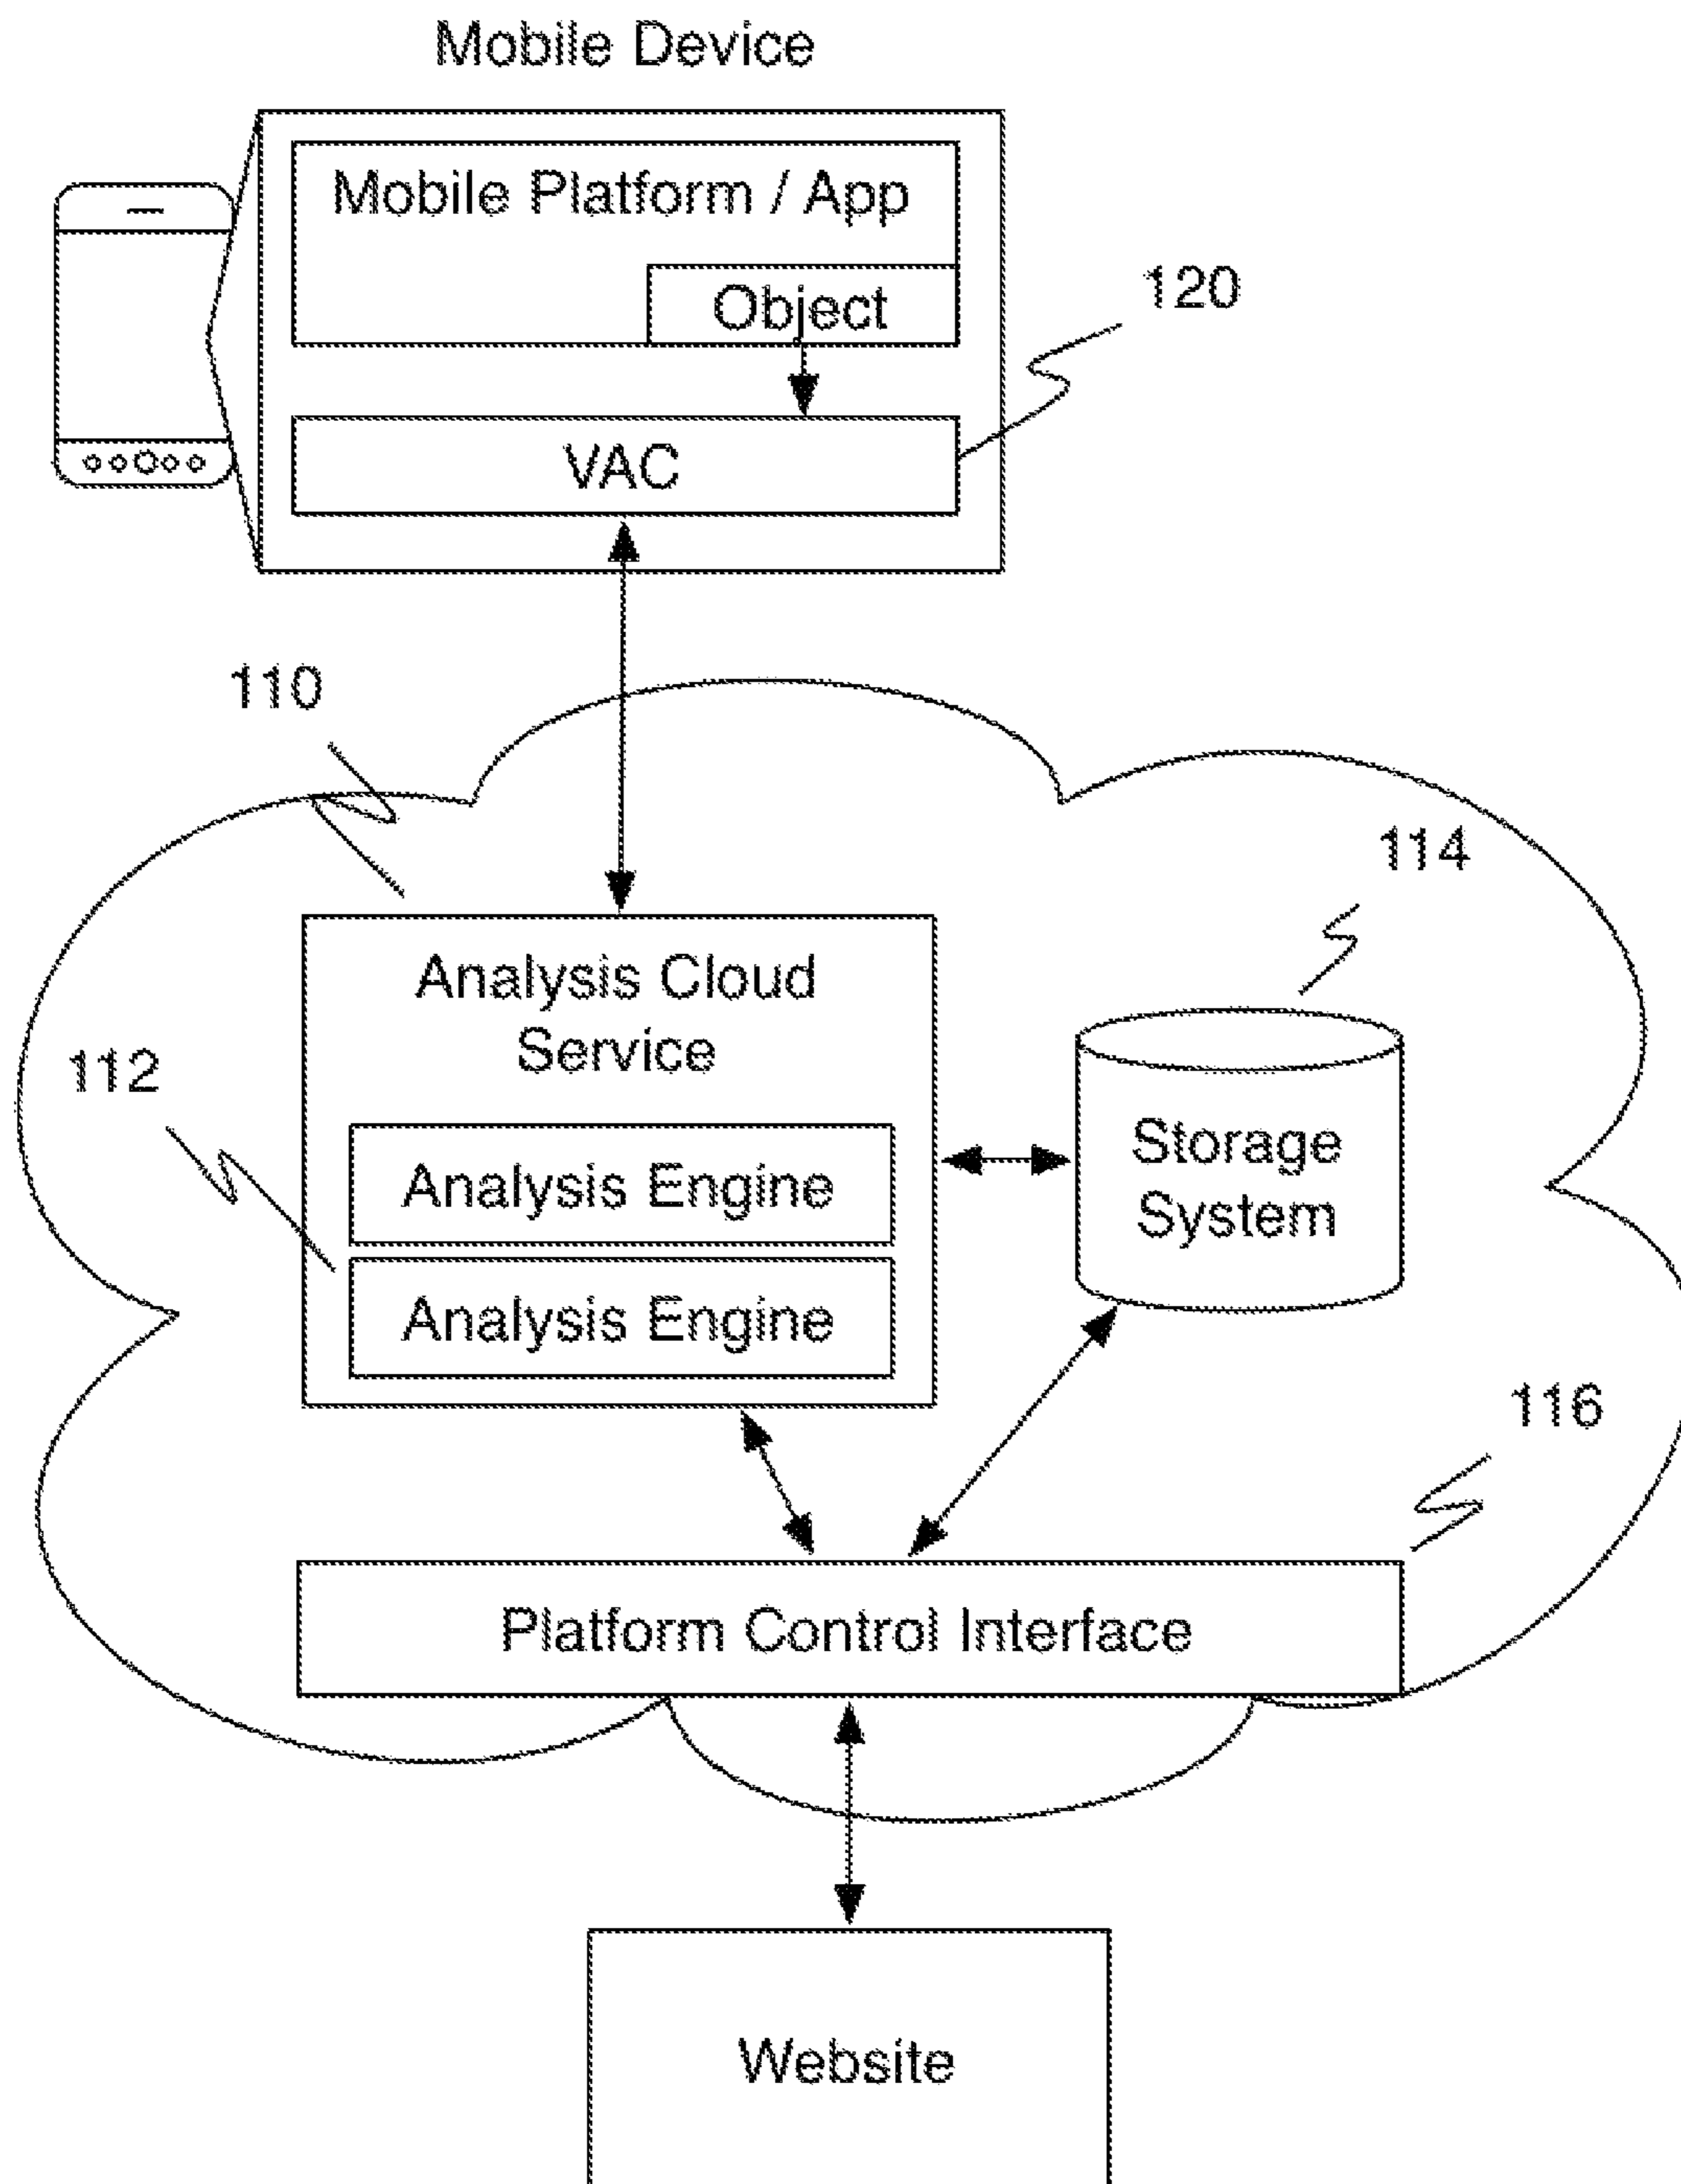 Mobile Device
Mobile Platform / App
Object
120
VAC
110
114
Analysis Cloud
Service
112
Storage
System
Analysis Engine
Analysis Engine
116
Platform Control Interface
Website